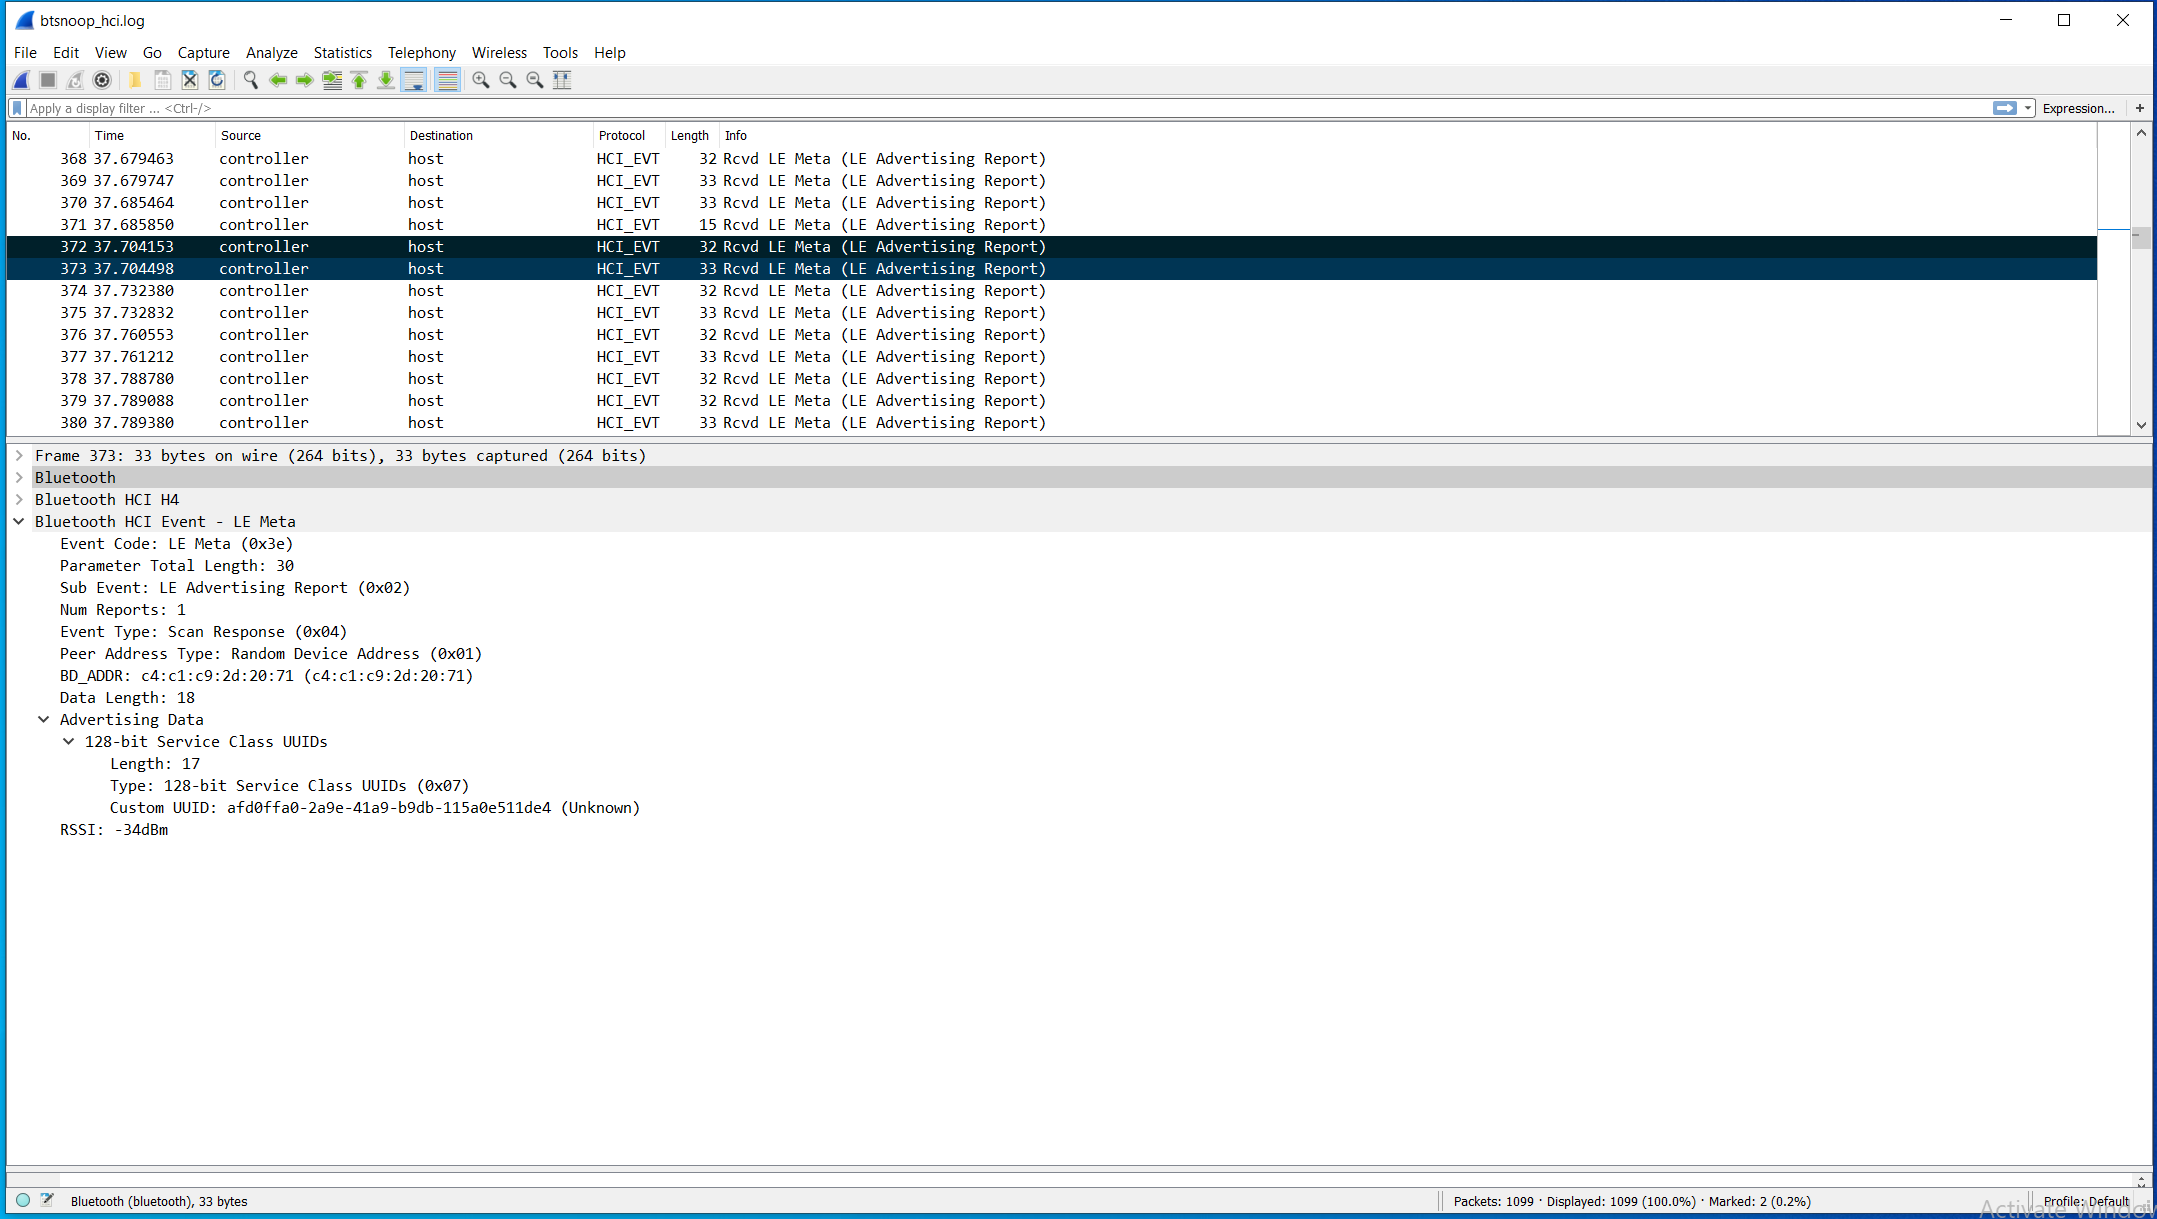 btsnoop_hci.log
File Edit View Go Capture Analyze Statistics Telephony Wireless Tools Help
Apply a display filter ... <Ctrl-/> Expression... +
No. Time Source Destination Protocol Length Info
368 37.679463 controller host HCI_EVT 32 Rcvd LE Meta (LE Advertising Report)
369 37.679747 controller host HCI_EVT 33 Rcvd LE Meta (LE Advertising Report)
370 37.685464 controller host HCI_EVT 33 Rcvd LE Meta (LE Advertising Report)
371 37.685850 controller host HCI_EVT 15 Rcvd LE Meta (LE Advertising Report)
372 37.704153 controller host HCI_EVT 32 Rcvd LE Meta (LE Advertising Report)
373 37.704498 controller host HCI_EVT 33 Rcvd LE Meta (LE Advertising Report)
374 37.732380 controller host HCI_EVT 32 Rcvd LE Meta (LE Advertising Report)
375 37.732832 controller host HCI_EVT 33 Rcvd LE Meta (LE Advertising Report)
376 37.760553 controller host HCI_EVT 32 Rcvd LE Meta (LE Advertising Report)
377 37.761212 controller host HCI_EVT 33 Rcvd LE Meta (LE Advertising Report)
378 37.788780 controller host HCI_EVT 32 Rcvd LE Meta (LE Advertising Report)
379 37.789088 controller host HCI_EVT 32 Rcvd LE Meta (LE Advertising Report)
380 37.789380 controller host HCI_EVT 33 Rcvd LE Meta (LE Advertising Report)
Frame 373: 33 bytes on wire (264 bits), 33 bytes captured (264 bits)
Bluetooth
Bluetooth HCI H4
Bluetooth HCI Event - LE Meta
Event Code: LE Meta (0x3e)
Parameter Total Length: 30
Sub Event: LE Advertising Report (0x02)
Num Reports: 1
Event Type: Scan Response (0x04)
Peer Address Type: Random Device Address (0x01)
BD_ADDR: c4:c1:c9:2d:20:71 (c4:c1:c9:2d:20:71)
Data Length: 18
Advertising Data
128-bit Service Class UUIDs
Length: 17
Type: 128-bit Service Class UUIDs (0x07)
Custom UUID: afd0ffa0-2a9e-41a9-b9db-115a0e511de4 (Unknown)
RSSI: -34dBm
Bluetooth (bluetooth), 33 bytes
Packets: 1099 · Displayed: 1099 (100.0%) · Marked: 2 (0.2%)
Profile: Default
Activate Window